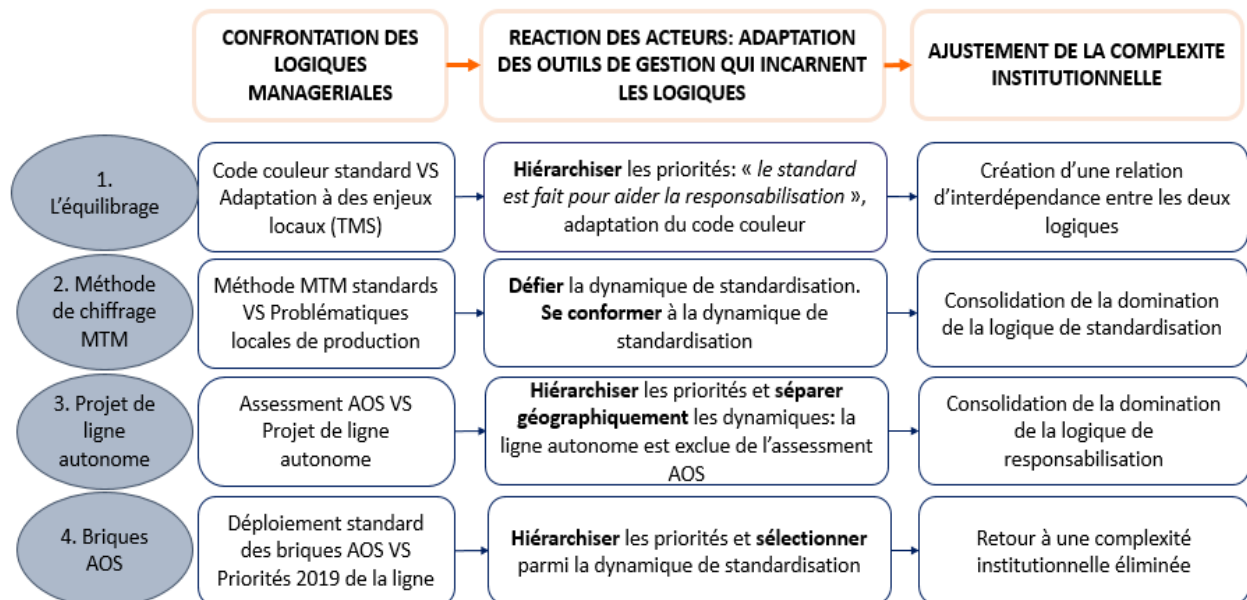 CONFRONTATION DES
LOGIQUES
MANAGERIALES
REACTION DES ACTEURS: ADAPTATION
DES OUTILS DE GESTION QUI INCARNENT
LES LOGIQUES
AJUSTEMENT DE LA COMPLEXITE
INSTITUTIONNELLE
1.
L’équilibrage
Code couleur standard VS
Adaptation à des enjeux
locaux (TMS)
Hiérarchiser les priorités: « le standard
est fait pour aider la responsabilisation »,
adaptation du code couleur
Création d’une relation
d’interdépendance entre les deux
logiques
2. Méthode
de chiffrage
MTM
Méthode MTM standards
VS Problématiques
locales de production
Défier la dynamique de standardisation.
Se conformer à la dynamique de
standardisation
Consolidation de la domination
de la logique de standardisation
3. Projet de
ligne
autonome
Assessment AOS VS
Projet de ligne
autonome
Hiérarchiser les priorités et séparer
géographiquement les dynamiques: la
ligne autonome est exclue de l’assessment
AOS
Consolidation de la domination
de la logique de
responsabilisation
4. Briques
AOS
Déploiement standard
des briques AOS VS
Priorités 2019 de la ligne
Hiérarchiser les priorités et sélectionner
parmi la dynamique de standardisation
Retour à une complexité
institutionnelle éliminée